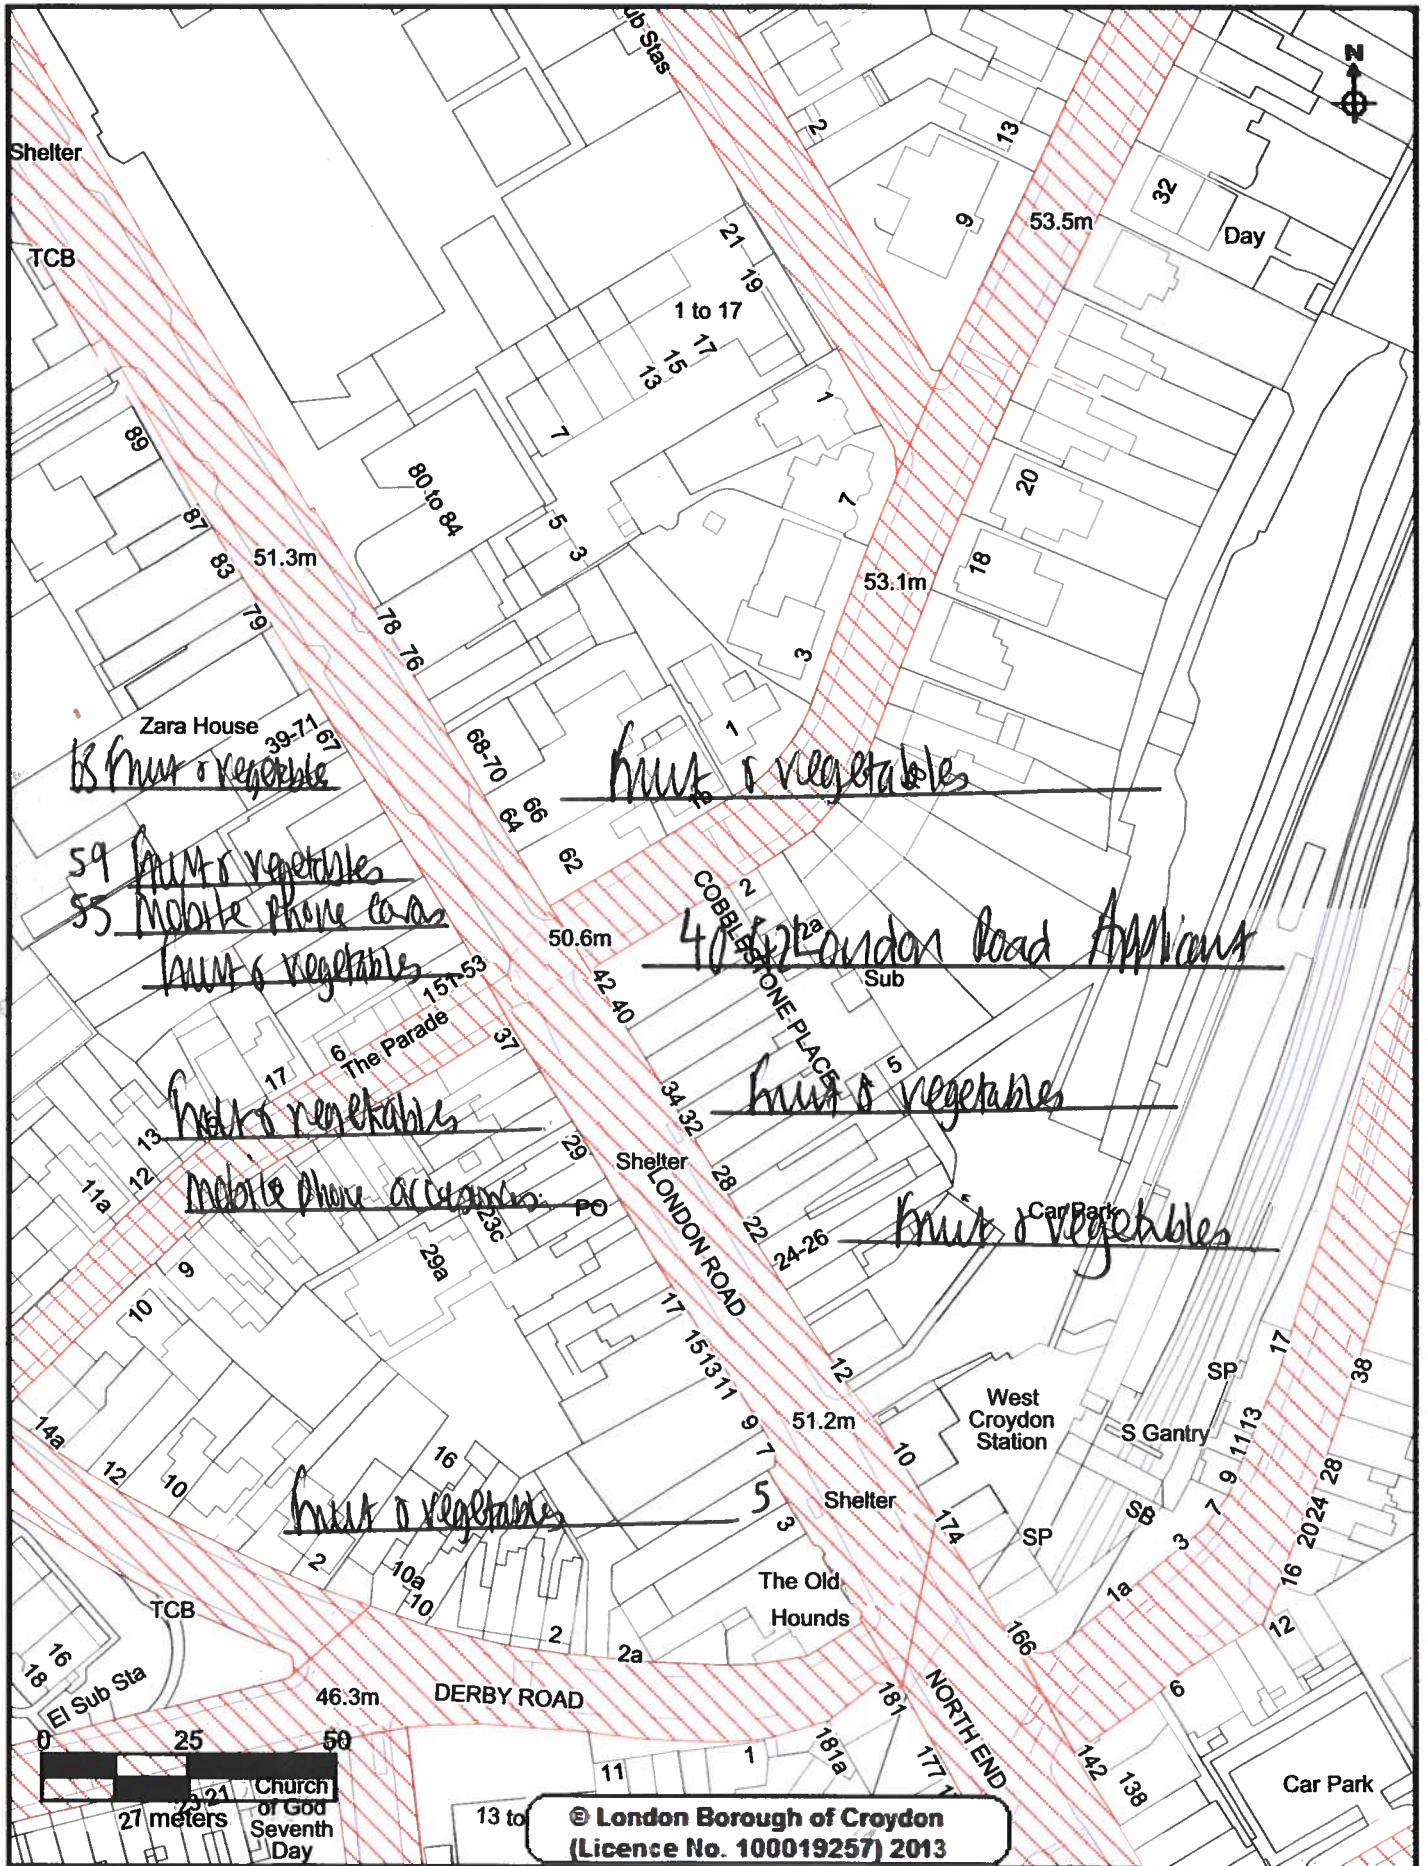 ub Stas
N
Shelter
2
13
32
9
53.5m
Day
TCB
21
19
1 to 17
17
15
13
1
7
89
80 to 84
7
20
87
5
3
83
51.3m
18
53.1m
79
78
76
3
Zara House
39-71
67
1
68-70
63 fruit & vegetable
fruit & vegetables
1b
66
64
62
59 fruit & vegetables
COBBLESTONE PLACE
2
55 mobile phone cards
2a
50.6m
40-42 London Road Applicant
fruit & vegetables
151-53
Sub
42
40
37
6
The Parade
17
5
34
32
fruit & vegetables
fruit & vegetables
13
29
Shelter
12
11a
28
mobile phone accessories
PO
LONDON ROAD
23c
22
24-26
Car Park
fruit & vegetables
29a
9
10
17
15
13
11
12
17
SP
38
West
Croydon
Station
9
51.2m
S Gantry
13
11
14a
7
10
16
12
10
9
28
fruit & vegetables
5
Shelter
3
7
SB
24
20
174
SP
3
2
10a
10
The Old
Hounds
16
1a
TCB
2
12
166
2a
16
18
El Sub Sta
46.3m
DERBY ROAD
6
181
NORTH END
0 25 50
181a
1
177
142
138
11
Car Park
21
Church
of God
Seventh
Day
27 meters
13 to
© London Borough of Croydon
(Licence No. 100019257) 2013